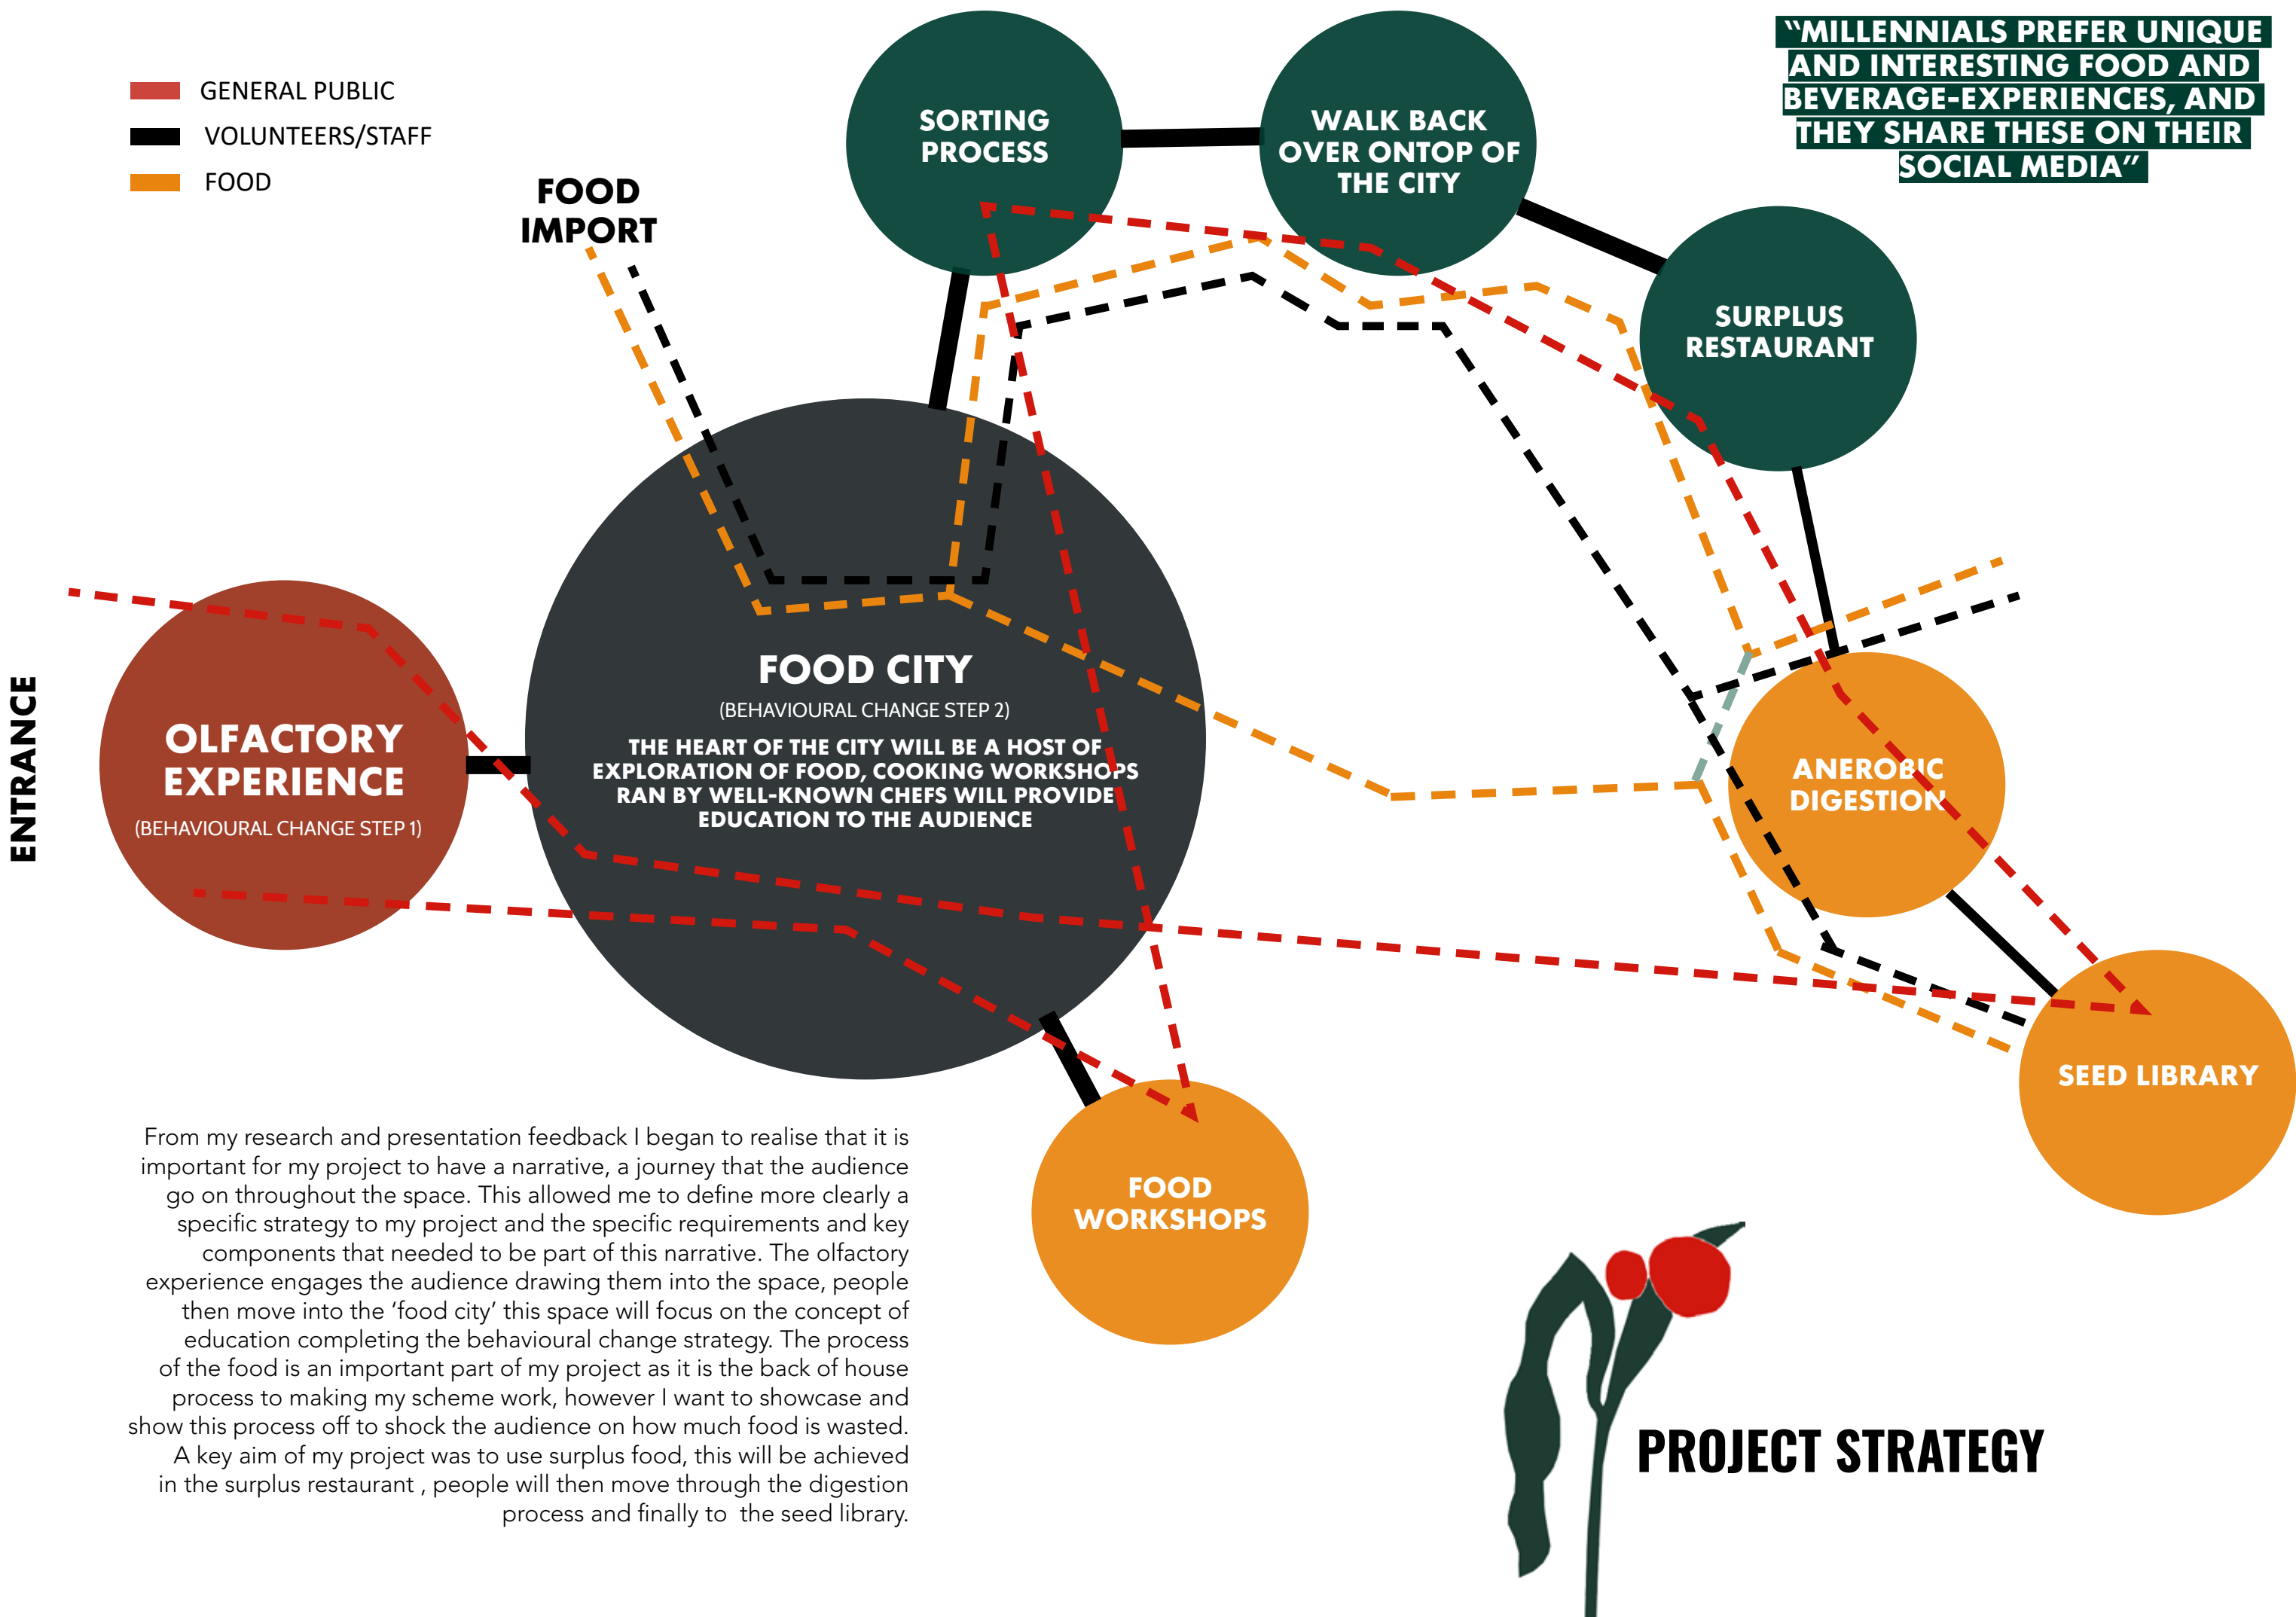 GENERAL PUBLIC
VOLUNTEERS/STAFF
FOOD
FOOD
IMPORT
SORTING
PROCESS
WALK BACK
OVER ONTOP OF
THE CITY
"MILLENNIALS PREFER UNIQUE
AND INTERESTING FOOD AND
BEVERAGE-EXPERIENCES, AND
THEY SHARE THESE ON THEIR
SOCIAL MEDIA"
SURPLUS
RESTAURANT
ENTRANCE
OLFACTORY
EXPERIENCE
(BEHAVIOURAL CHANGE STEP 1)
FOOD CITY
(BEHAVIOURAL CHANGE STEP 2)
THE HEART OF THE CITY WILL BE A HOST OF
EXPLORATION OF FOOD, COOKING WORKSHOPS
RAN BY WELL-KNOWN CHEFS WILL PROVIDE
EDUCATION TO THE AUDIENCE
ANEROBIC
DIGESTION
SEED LIBRARY
FOOD
WORKSHOPS
From my research and presentation feedback I began to realise that it is
important for my project to have a narrative, a journey that the audience
go on throughout the space. This allowed me to define more clearly a
specific strategy to my project and the specific requirements and key
components that needed to be part of this narrative. The olfactory
experience engages the audience drawing them into the space, people
then move into the ‘food city’ this space will focus on the concept of
education completing the behavioural change strategy. The process
of the food is an important part of my project as it is the back of house
process to making my scheme work, however I want to showcase and
show this process off to shock the audience on how much food is wasted.
A key aim of my project was to use surplus food, this will be achieved
in the surplus restaurant , people will then move through the digestion
process and finally to  the seed library.
PROJECT STRATEGY